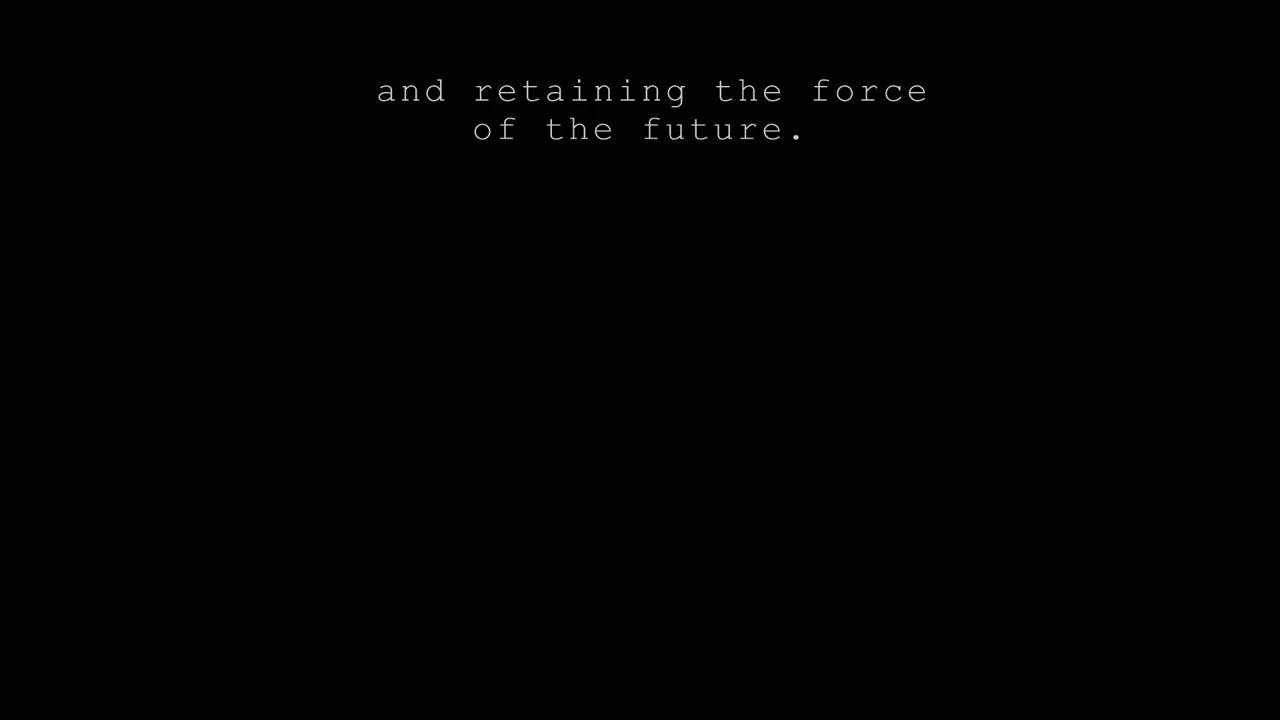 and retaining the force
of the future.